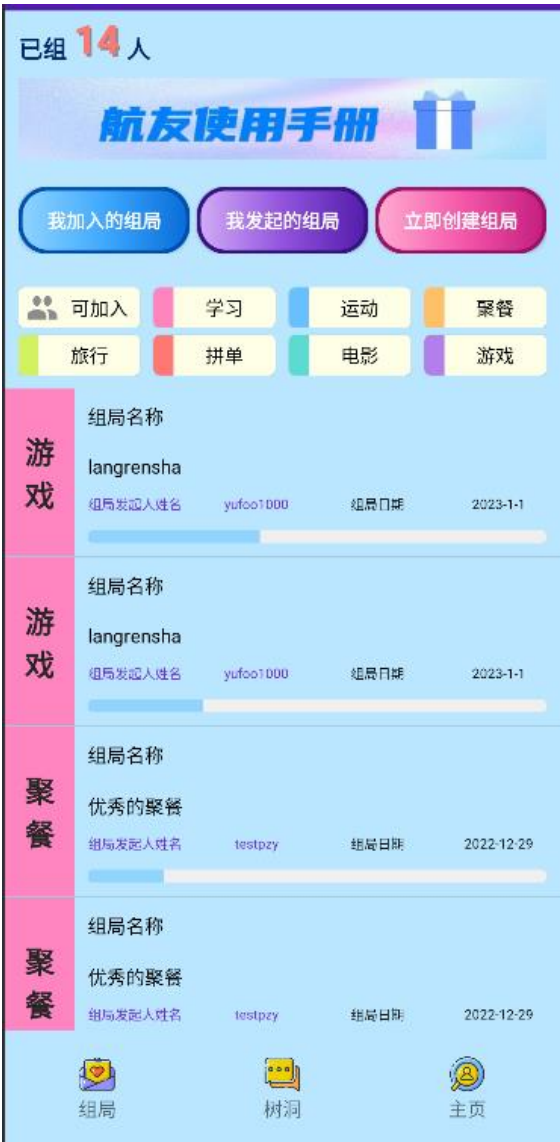 已组 14 人
航友使用手册
我加入的组局 我发起的组局 立即创建组局
可加入 学习 运动 聚餐
旅行 拼单 电影 游戏
游戏
组局名称
langrensha
组局发起人姓名 yufoo1000 组局日期 2023-1-1
游戏
组局名称
langrensha
组局发起人姓名 yufoo1000 组局日期 2023-1-1
聚餐
组局名称
优秀的聚餐
组局发起人姓名 testpzy 组局日期 2022-12-29
聚餐
组局名称
优秀的聚餐
组局发起人姓名 testpzy 组局日期 2022-12-29
组局 树洞 主页